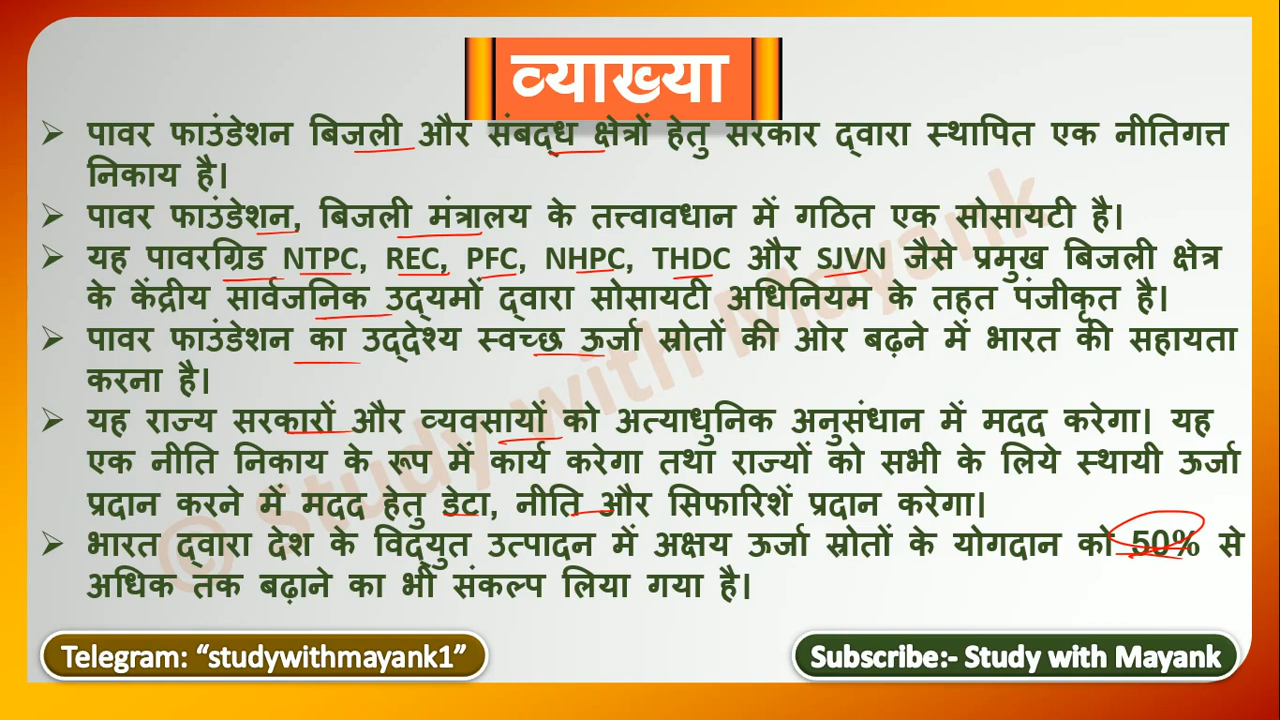 व्याख्या
➢ पावर फाउंडेशन बिजली और संबद्ध क्षेत्रों हेतु सरकार द्वारा स्थापित एक नीतिगत्त
निकाय है।
➢ पावर फाउंडेशन, बिजली मंत्रालय के तत्त्वावधान में गठित एक सोसायटी है।
➢ यह पावरग्रिड NTPC, REC, PFC, NHPC, THDC और SJVN जैसे प्रमुख बिजली क्षेत्र
के केंद्रीय सार्वजनिक उद्यमों द्वारा सोसायटी अधिनियम के तहत पंजीकृत है।
➢ पावर फाउंडेशन का उद्देश्य स्वच्छ ऊर्जा स्रोतों की ओर बढ़ने में भारत की सहायता
करना है।
➢ यह राज्य सरकारों और व्यवसायों को अत्याधुनिक अनुसंधान में मदद करेगा। यह
एक नीति निकाय के रूप में कार्य करेगा तथा राज्यों को सभी के लिये स्थायी ऊर्जा
प्रदान करने में मदद हेतु डेटा, नीति और सिफारिशें प्रदान करेगा।
➢ भारत द्वारा देश के विद्युत उत्पादन में अक्षय ऊर्जा स्रोतों के योगदान को 50% से
अधिक तक बढ़ाने का भी संकल्प लिया गया है।
© Study with Mayank
Telegram: “studywithmayank1”
Subscribe:- Study with Mayank